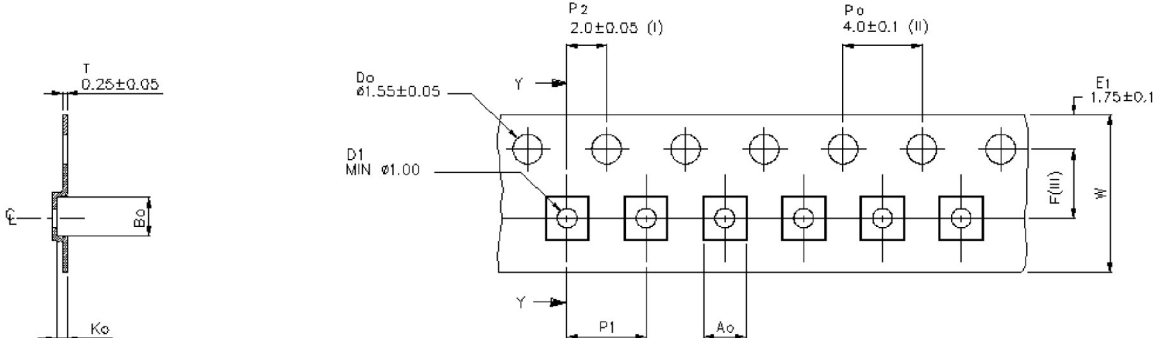 T
0.25±0.05
Bo
Ko
P2
2.0±0.05 (I)
Po
4.0±0.1 (II)
Y
Do
ø1.55±0.05
E1
1.75±0.1
D1
MIN ø1.00
F(III)
W
Y
P1
Ao